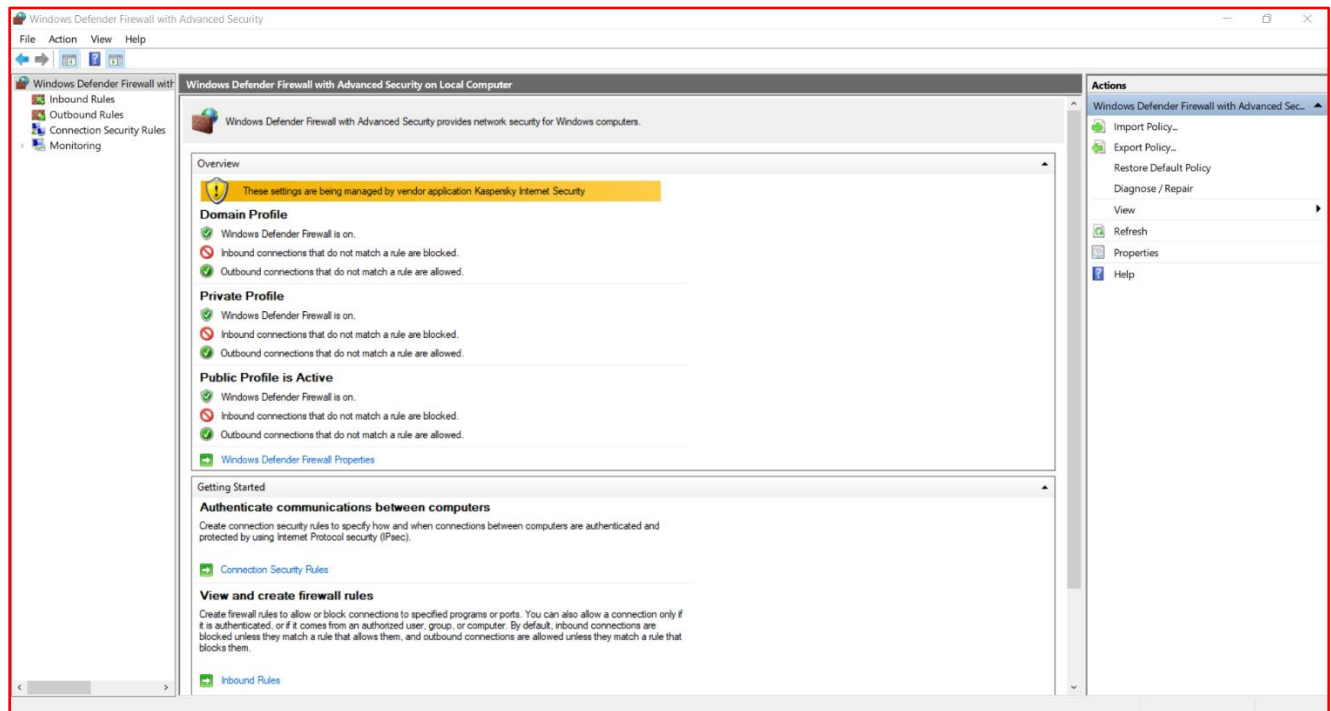 Windows Defender Firewall with Advanced Security
File Action View Help
Windows Defender Firewall with
Inbound Rules
Outbound Rules
Connection Security Rules
Monitoring
Windows Defender Firewall with Advanced Security on Local Computer
Windows Defender Firewall with Advanced Security provides network security for Windows computers.
Overview
These settings are being managed by vendor application Kaspersky Internet Security
Domain Profile
Windows Defender Firewall is on.
Inbound connections that do not match a rule are blocked.
Outbound connections that do not match a rule are allowed.
Private Profile
Windows Defender Firewall is on.
Inbound connections that do not match a rule are blocked.
Outbound connections that do not match a rule are allowed.
Public Profile is Active
Windows Defender Firewall is on.
Inbound connections that do not match a rule are blocked.
Outbound connections that do not match a rule are allowed.
Windows Defender Firewall Properties
Getting Started
Authenticate communications between computers
Create connection security rules to specify how and when connections between computers are authenticated and
protected by using Internet Protocol security (IPsec).
Connection Security Rules
View and create firewall rules
Create firewall rules to allow or block connections to specified programs or ports. You can also allow a connection only if
it is authenticated, or if it comes from an authorized user, group, or computer. By default, inbound connections are
blocked unless they match a rule that allows them, and outbound connections are allowed unless they match a rule that
blocks them.
Inbound Rules
Actions
Windows Defender Firewall with Advanced Sec...
Import Policy...
Export Policy...
Restore Default Policy
Diagnose / Repair
View
Refresh
Properties
Help